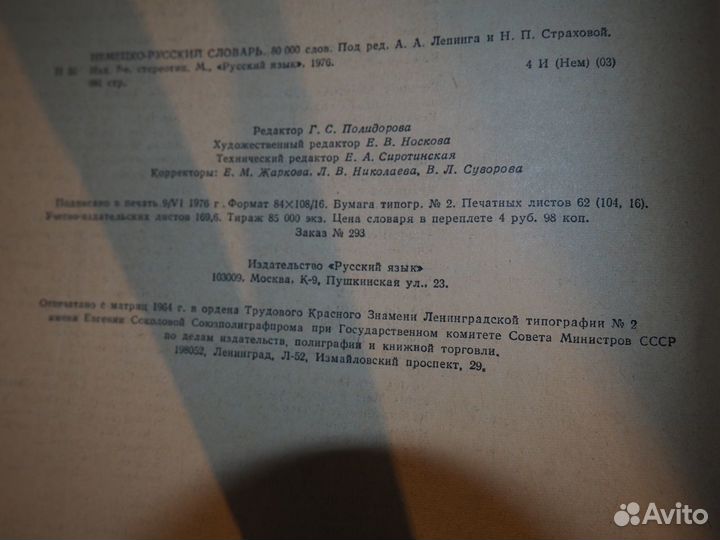 НЕМЕЦКО-РУССКИЙ СЛОВАРЬ. 80 000 слов. Под ред. А. А. Лепинга и Н. П. Страховой.
Изд. стереотип. М., «Русский язык», 1976.
4 И (Нем) (03)
стр.
Редактор Г. С. Полидорова
Художественный редактор Е. В. Носкова
Технический редактор Е. А. Сиротинская
Корректоры: Е. М. Жаркова, Л. В. Николаева, В. Л. Суворова
Подписано в печать 9/VI 1976 г. Формат 84×108/16. Бумага типогр. № 2. Печатных листов 62 (104, 16).
Учетно-издательских листов 169,6. Тираж 85 000 экз. Цена словаря в переплете 4 руб. 98 коп.
Заказ № 293
Издательство «Русский язык»
103009. Москва, К-9, Пушкинская ул., 23.
Отпечатано с матриц 1964 г. в ордена Трудового Красного Знамени Ленинградской типографии № 2
имени Евгении Соколовой Союзполиграфпрома при Государственном комитете Совета Министров СССР
по делам издательств, полиграфии и книжной торговли.
198052, Ленинград, Л-52, Измайловский проспект, 29.
Avito